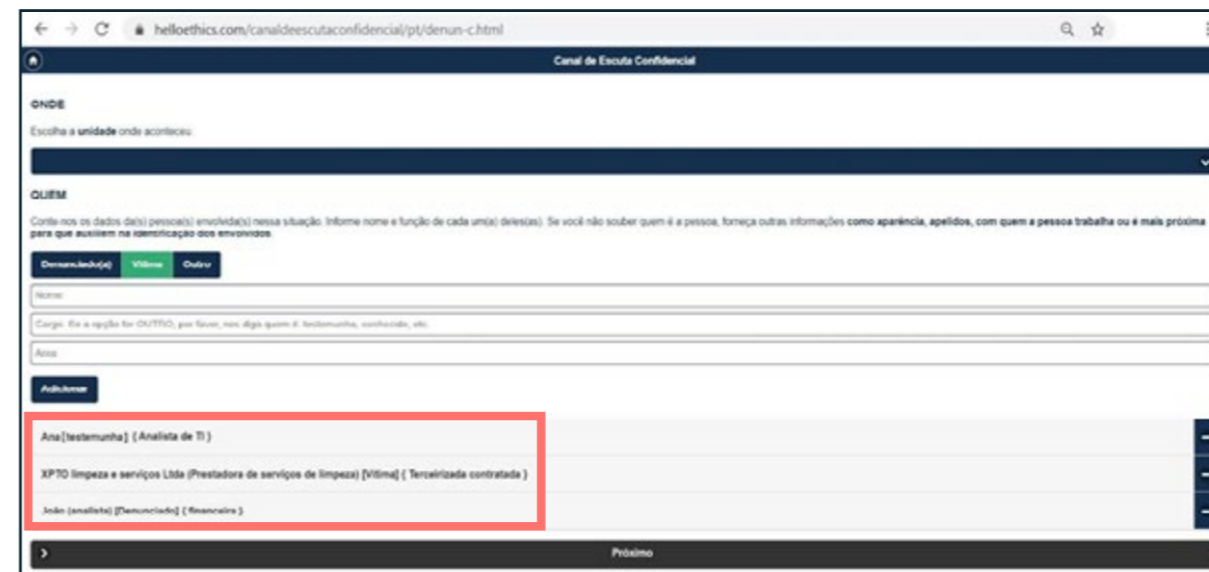 helloethics.com/canaldeescutaconfidencial/pt/denun-c.html
Canal de Escuta Confidencial
ONDE
Escolha a unidade onde aconteceu
QUEM
Conte-nos os dados da(s) pessoa(s) envolvida(s) nessa situação. Informe nome e função de cada um(a) deles(as). Se você não souber quem é a pessoa, forneça outras informações como aparência, apelidos, com quem a pessoa trabalha ou é mais próxima
para que auxiliem na identificação dos envolvidos.
Denunciado(a) Vítima Outro
Nome
Cargo. Se a opção for OUTRO, por favor, nos diga quem é: testemunha, conhecido, etc.
Área
Adicionar
Ana [testemunha] { Analista de TI }
XPTO limpeza e serviços Ltda (Prestadora de serviços de limpeza) [Vítima] { Terceirizada contratada }
João (analista) [Denunciado] { financeiro }
Próximo